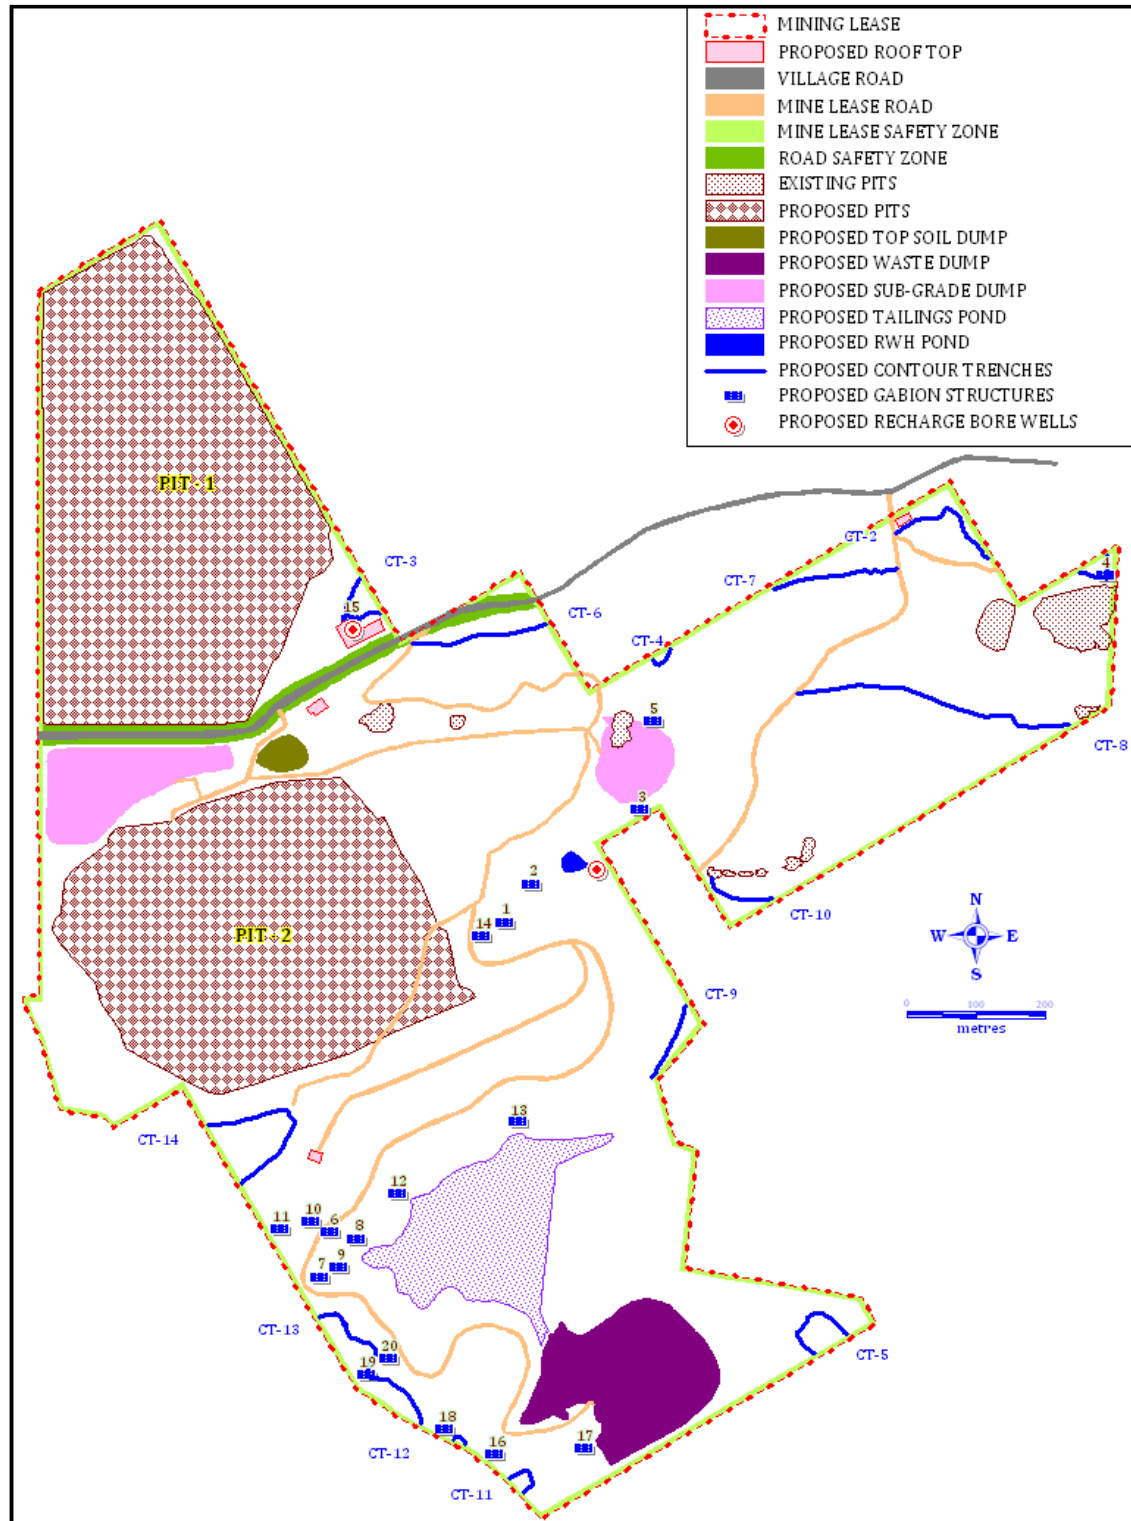 MINING LEASE
PROPOSED ROOF TOP
VILLAGE ROAD
MINE LEASE ROAD
MINE LEASE SAFETY ZONE
ROAD SAFETY ZONE
EXISTING PITS
PROPOSED PITS
PROPOSED TOP SOIL DUMP
PROPOSED WASTE DUMP
PROPOSED SUB-GRADE DUMP
PROPOSED TAILINGS POND
PROPOSED RWH POND
PROPOSED CONTOUR TRENCHES
PROPOSED GABION STRUCTURES
PROPOSED RECHARGE BORE WELLS
PIT - 1
CT-2
CT-3
4
CT-7
15
CT-6
CT-4
5
CT-8
3
2
1
14
PIT - 2
CT-10
N
W E
S
CT-9
0 100 200
metres
13
CT-14
12
10
11
6
8
9
7
CT-13
20
19
CT-5
18
CT-12
16
17
CT-11